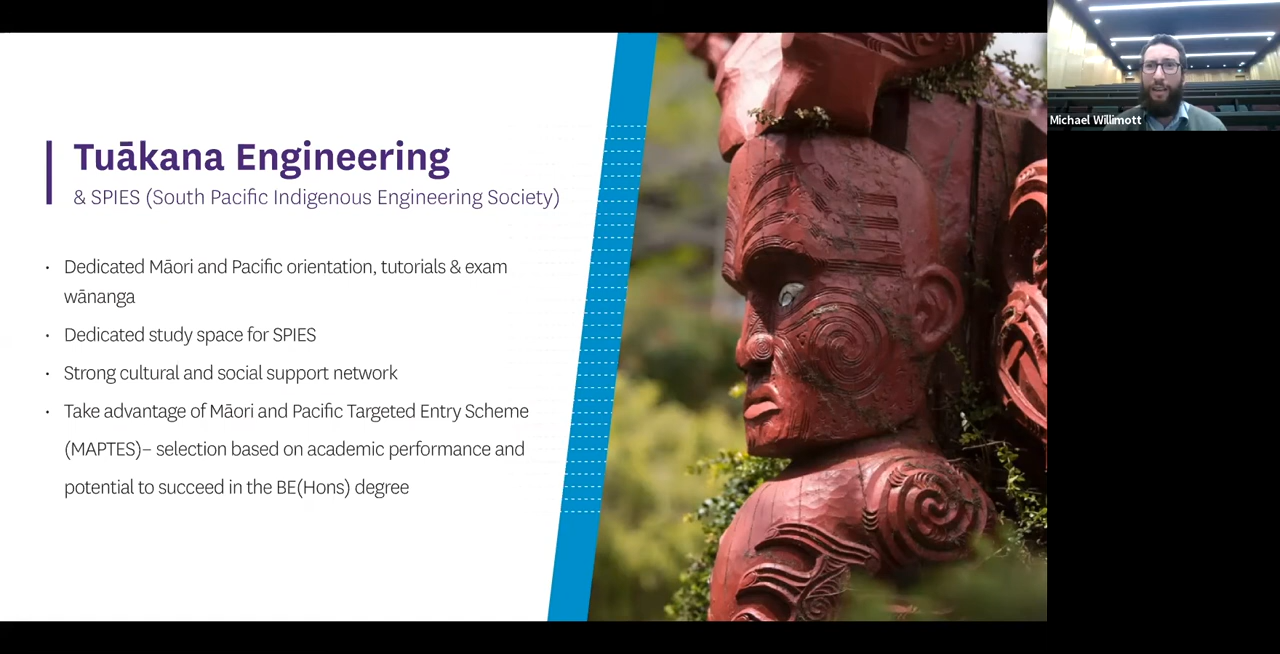 Tuākana Engineering
& SPIES (South Pacific Indigenous Engineering Society)
• Dedicated Māori and Pacific orientation, tutorials & exam
wānanga
• Dedicated study space for SPIES
• Strong cultural and social support network
• Take advantage of Māori and Pacific Targeted Entry Scheme
(MAPTES)– selection based on academic performance and
potential to succeed in the BE(Hons) degree
Michael Willimott